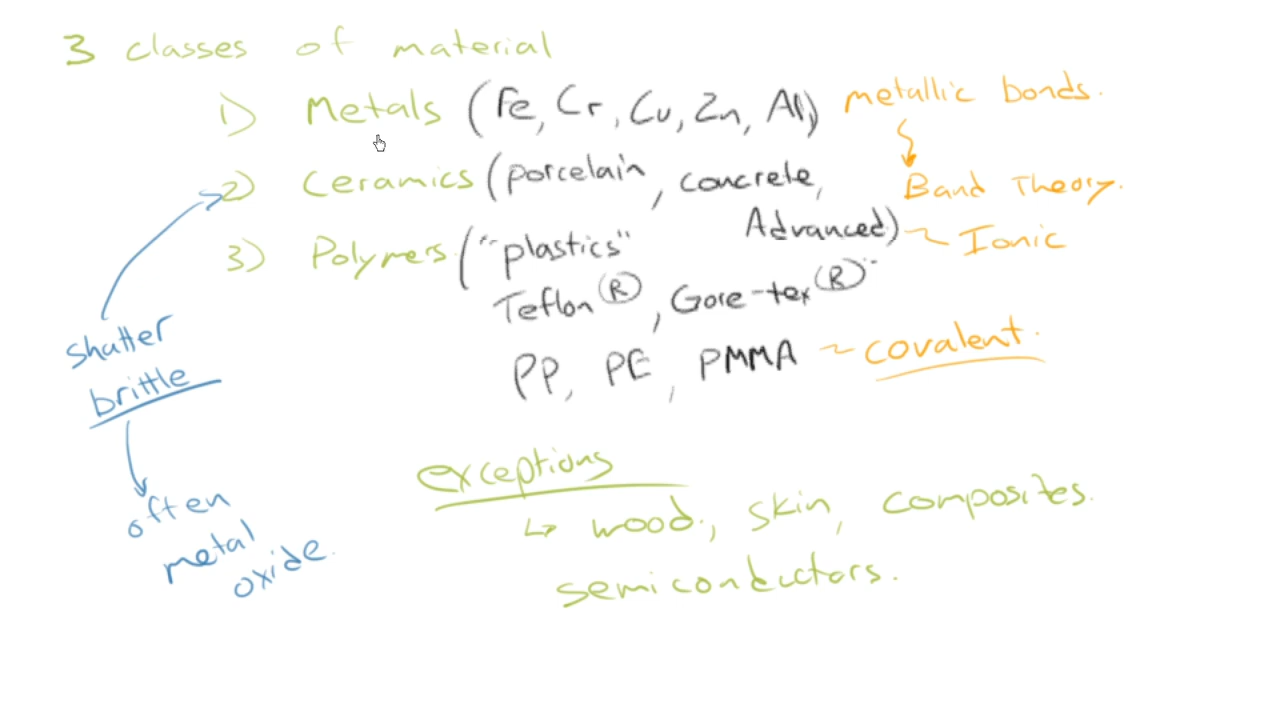 3 classes of material
1) Metals (Fe, Cr, Cu, Zn, Al) metallic bonds.
2) Ceramics (porcelain, concrete, Band Theory.
Advanced) ~ Ionic
3) Polymers ("plastics"
Teflon®, Gore-tex®"
PP, PE, PMMA ~ covalent.
shatter
brittle
often
metal
oxide.
exceptions
↳ wood., skin, composites.
semiconductors.